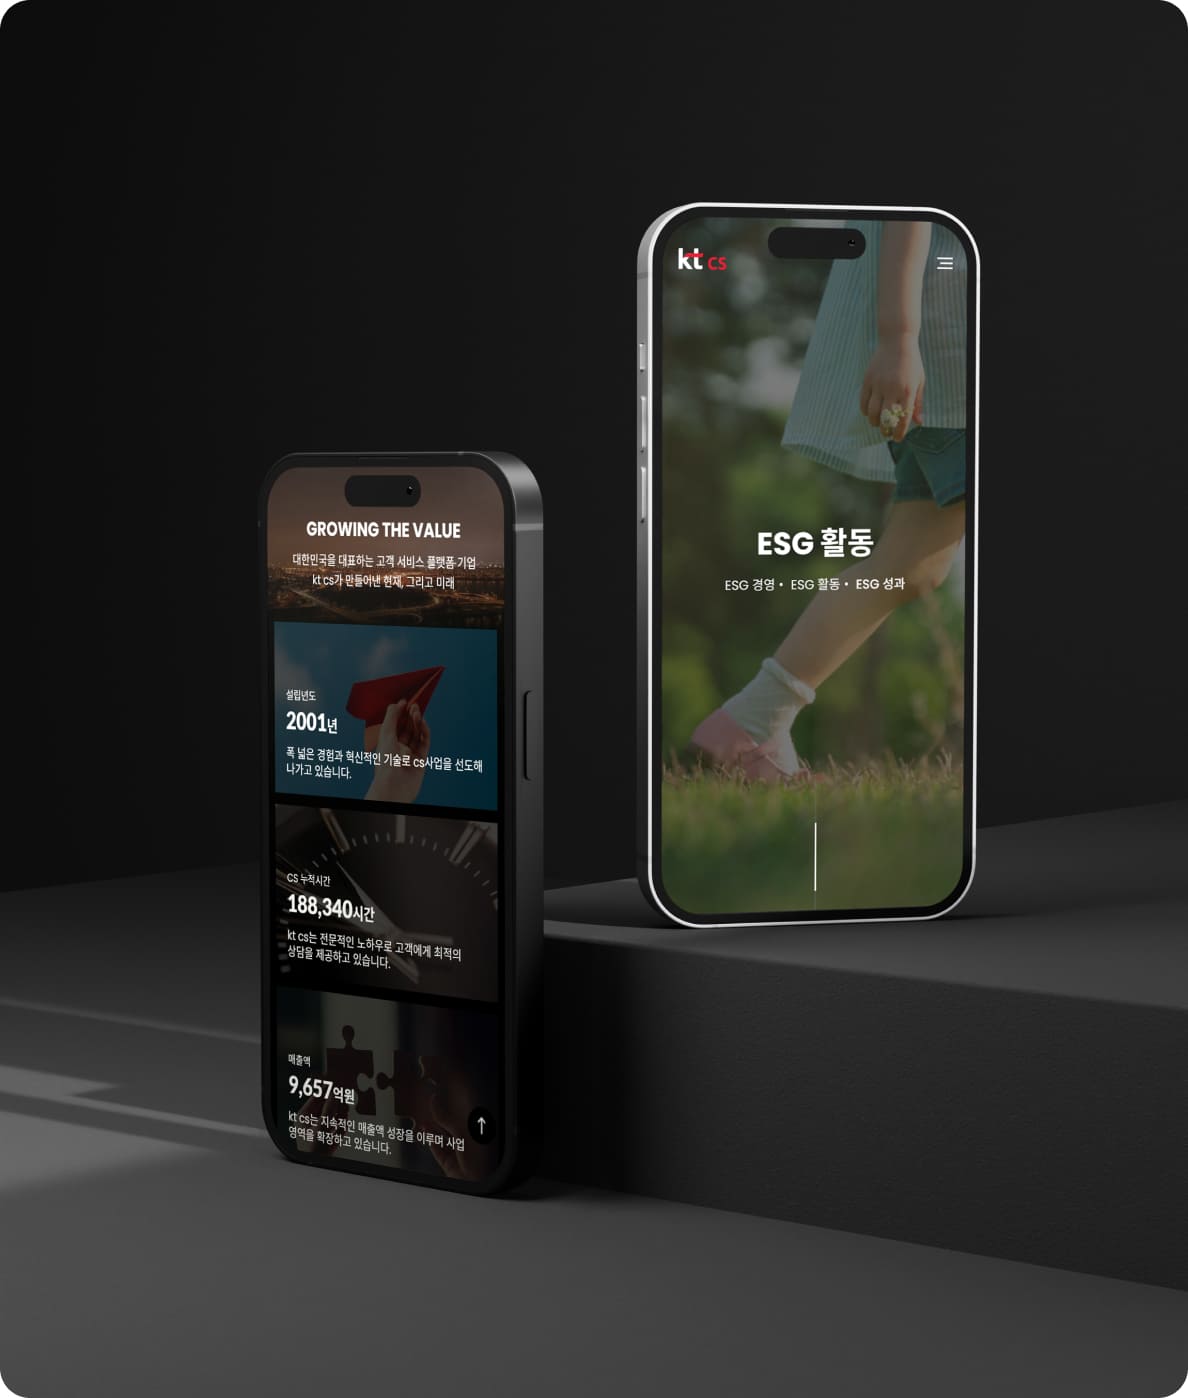 GROWING THE VALUE
대한민국을 대표하는 고객 서비스 플랫폼 기업
kt cs가 만들어낸 현재, 그리고 미래
설립년도
2001년
폭 넓은 경험과 혁신적인 기술로 cs사업을 선도해
나가고 있습니다.
CS 누적시간
188,340시간
kt cs는 전문적인 노하우로 고객에게 최적의
상담을 제공하고 있습니다.
매출액
9,657억원
kt cs는 지속적인 매출액 성장을 이루며 사업
영역을 확장하고 있습니다.
kt cs
ESG 활동
ESG 경영 • ESG 활동 • ESG 성과